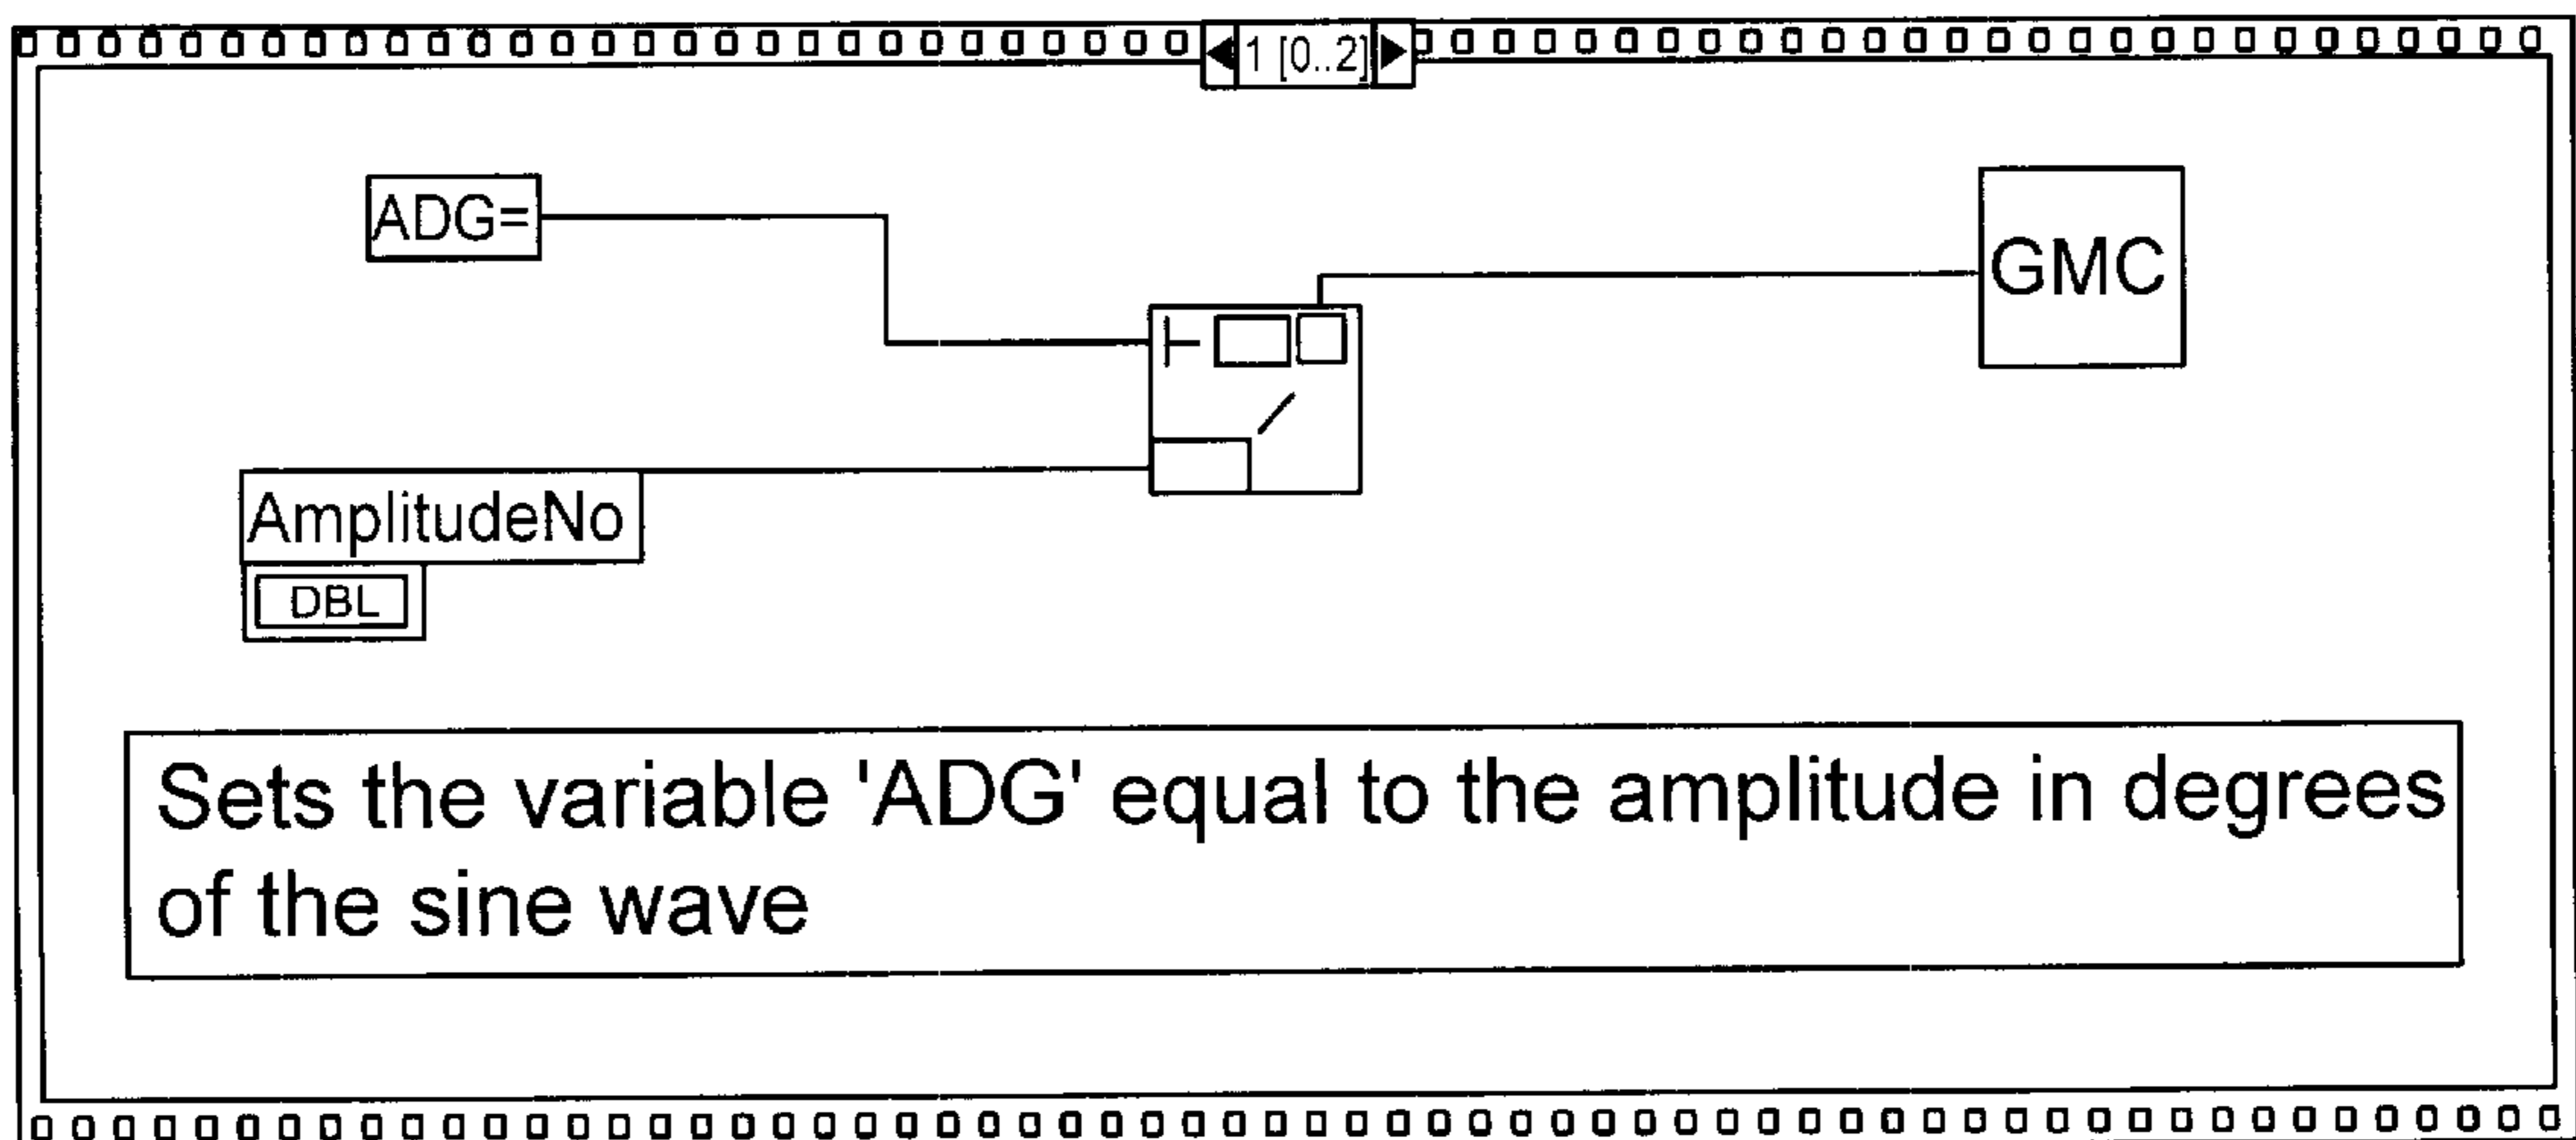 1 [0..2]
ADG=
GMC
AmplitudeNo
DBL
Sets the variable 'ADG' equal to the amplitude in degrees
of the sine wave